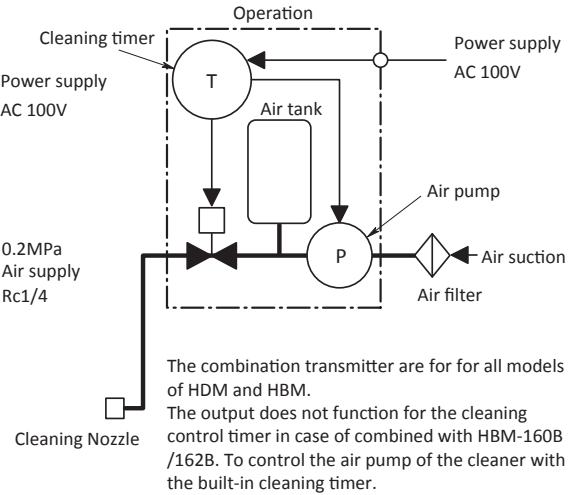 Operation
Cleaning timer
Power supply
AC 100V
Power supply
AC 100V
T
Air tank
Air pump
0.2MPa
Air supply
Rc1/4
P
Air suction
Air filter
Cleaning Nozzle
The combination transmitter are for for all models
of HDM and HBM.
The output does not function for the cleaning
control timer in case of combined with HBM-160B
/162B. To control the air pump of the cleaner with
the built-in cleaning timer.